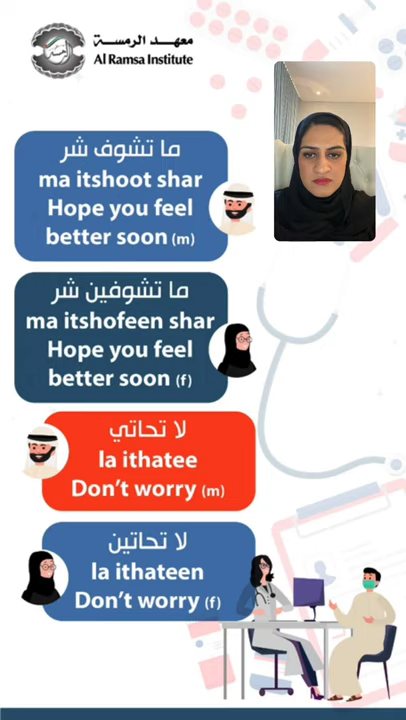 معهد الرمسة
Al Ramsa Institute
ما تشوف شر
ma itshoot shar
Hope you feel
better soon (m)
ما تشوفين شر
ma itshofeen shar
Hope you feel
better soon (f)
لا تحاتي
la ithatee
Don't worry (m)
لا تحاتين
la ithateen
Don't worry (f)